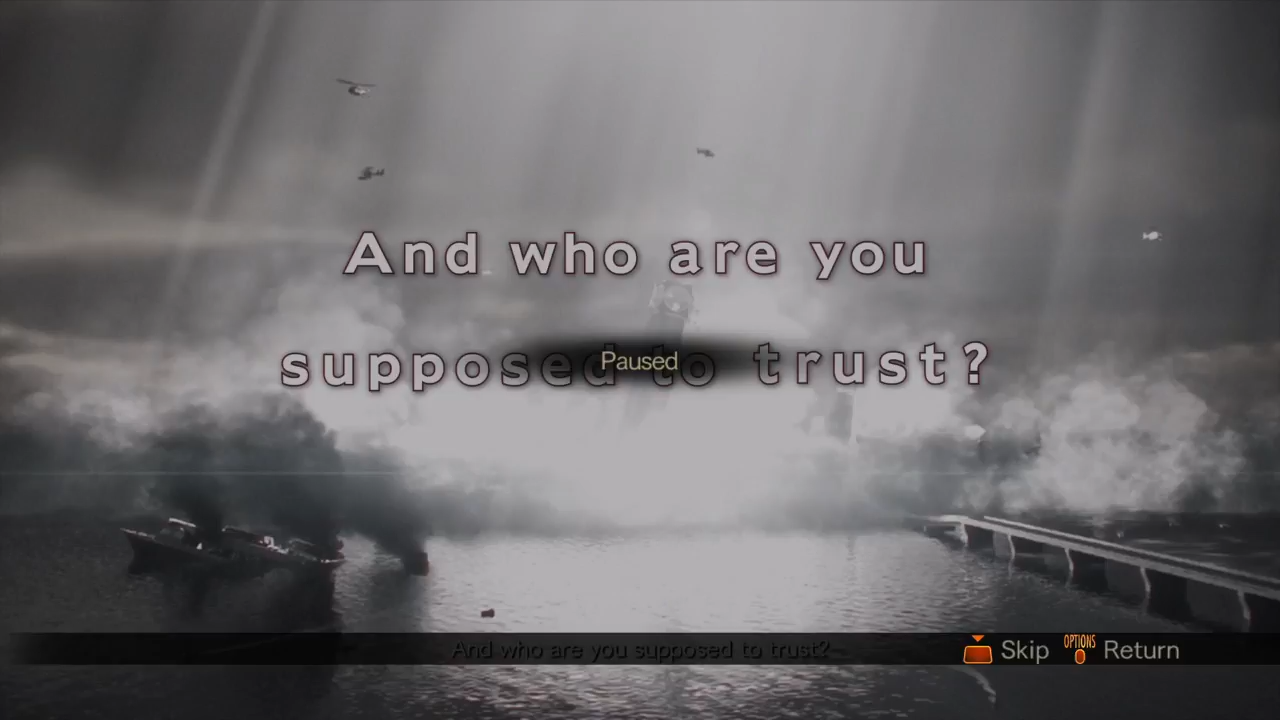 And who are you
supposed to trust?
Paused
And who are you supposed to trust?
Skip OPTIONS Return